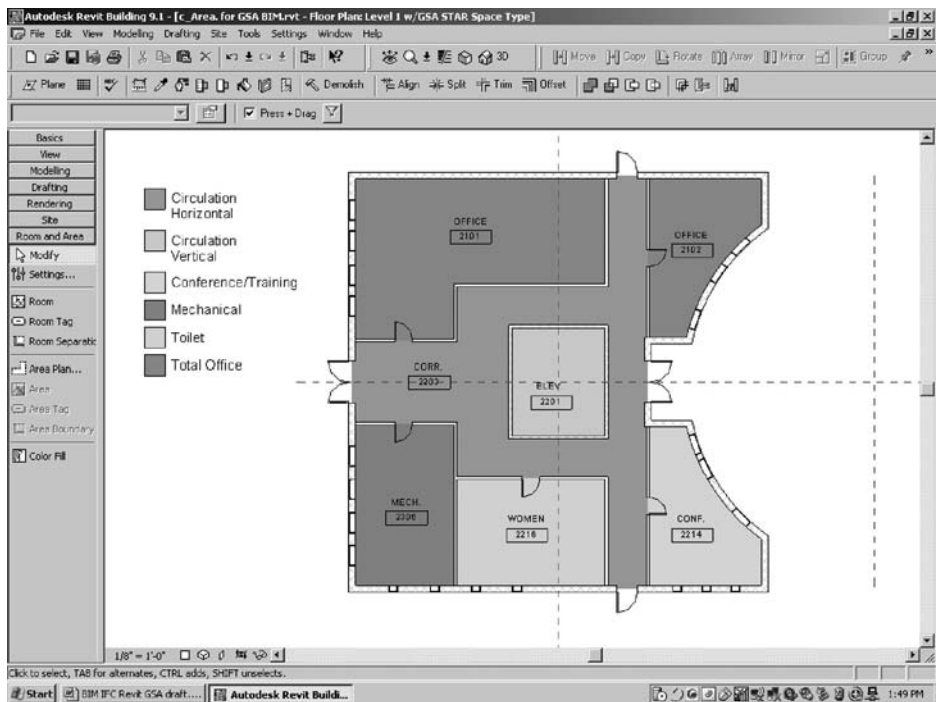 Autodesk Revit Building 9.1 - [c_Area. for GSA BIM.rvt - Floor Plan: Level 1 w/GSA STAR Space Type]
File Edit View Modelling Drafting Site Tools Settings Window Help
3D Move Copy Rotate Array Mirror Group
Plane Demolish Align Split Trim Offset
Press + Drag
Basics
View
Modelling
Drafting
Rendering
Site
Room and Area
Modify
Settings...
Room
Room Tag
Room Separatic
Area Plan...
Area
Area Tag
Area Boundary
Color Fill
Circulation
Horizontal
Circulation
Vertical
Conference/Training
Mechanical
Toilet
Total Office
OFFICE
2101
OFFICE
2102
CORR.
2203
ELEV.
2201
MECH.
WOMEN
2216
CONF.
2214
1/8" = 1'-0"
Click to select, TAB for alternates, CTRL adds, SHIFT unselects.
Start BIM IFC Revit GSA draft.... Autodesk Revit Buildi... 1:49 PM